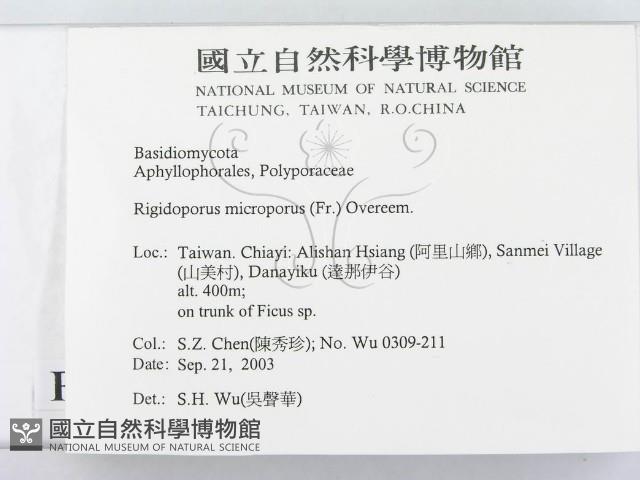 國立自然科學博物館
NATIONAL MUSEUM OF NATURAL SCIENCE
TAICHUNG, TAIWAN, R.O.CHINA
Basidiomycota
Aphyllophorales, Polyporaceae
Rigidoporus microporus (Fr.) Overeem.
Loc.: Taiwan. Chiayi: Alishan Hsiang (阿里山鄉), Sanmei Village
(山美村), Danayiku (達那伊谷)
alt. 400m;
on trunk of Ficus sp.
Col.: S.Z. Chen(陳秀珍); No. Wu 0309-211
Date: Sep. 21, 2003
Det.: S.H. Wu(吳聲華)
國立自然科學博物館
NATIONAL MUSEUM OF NATURAL SCIENCE